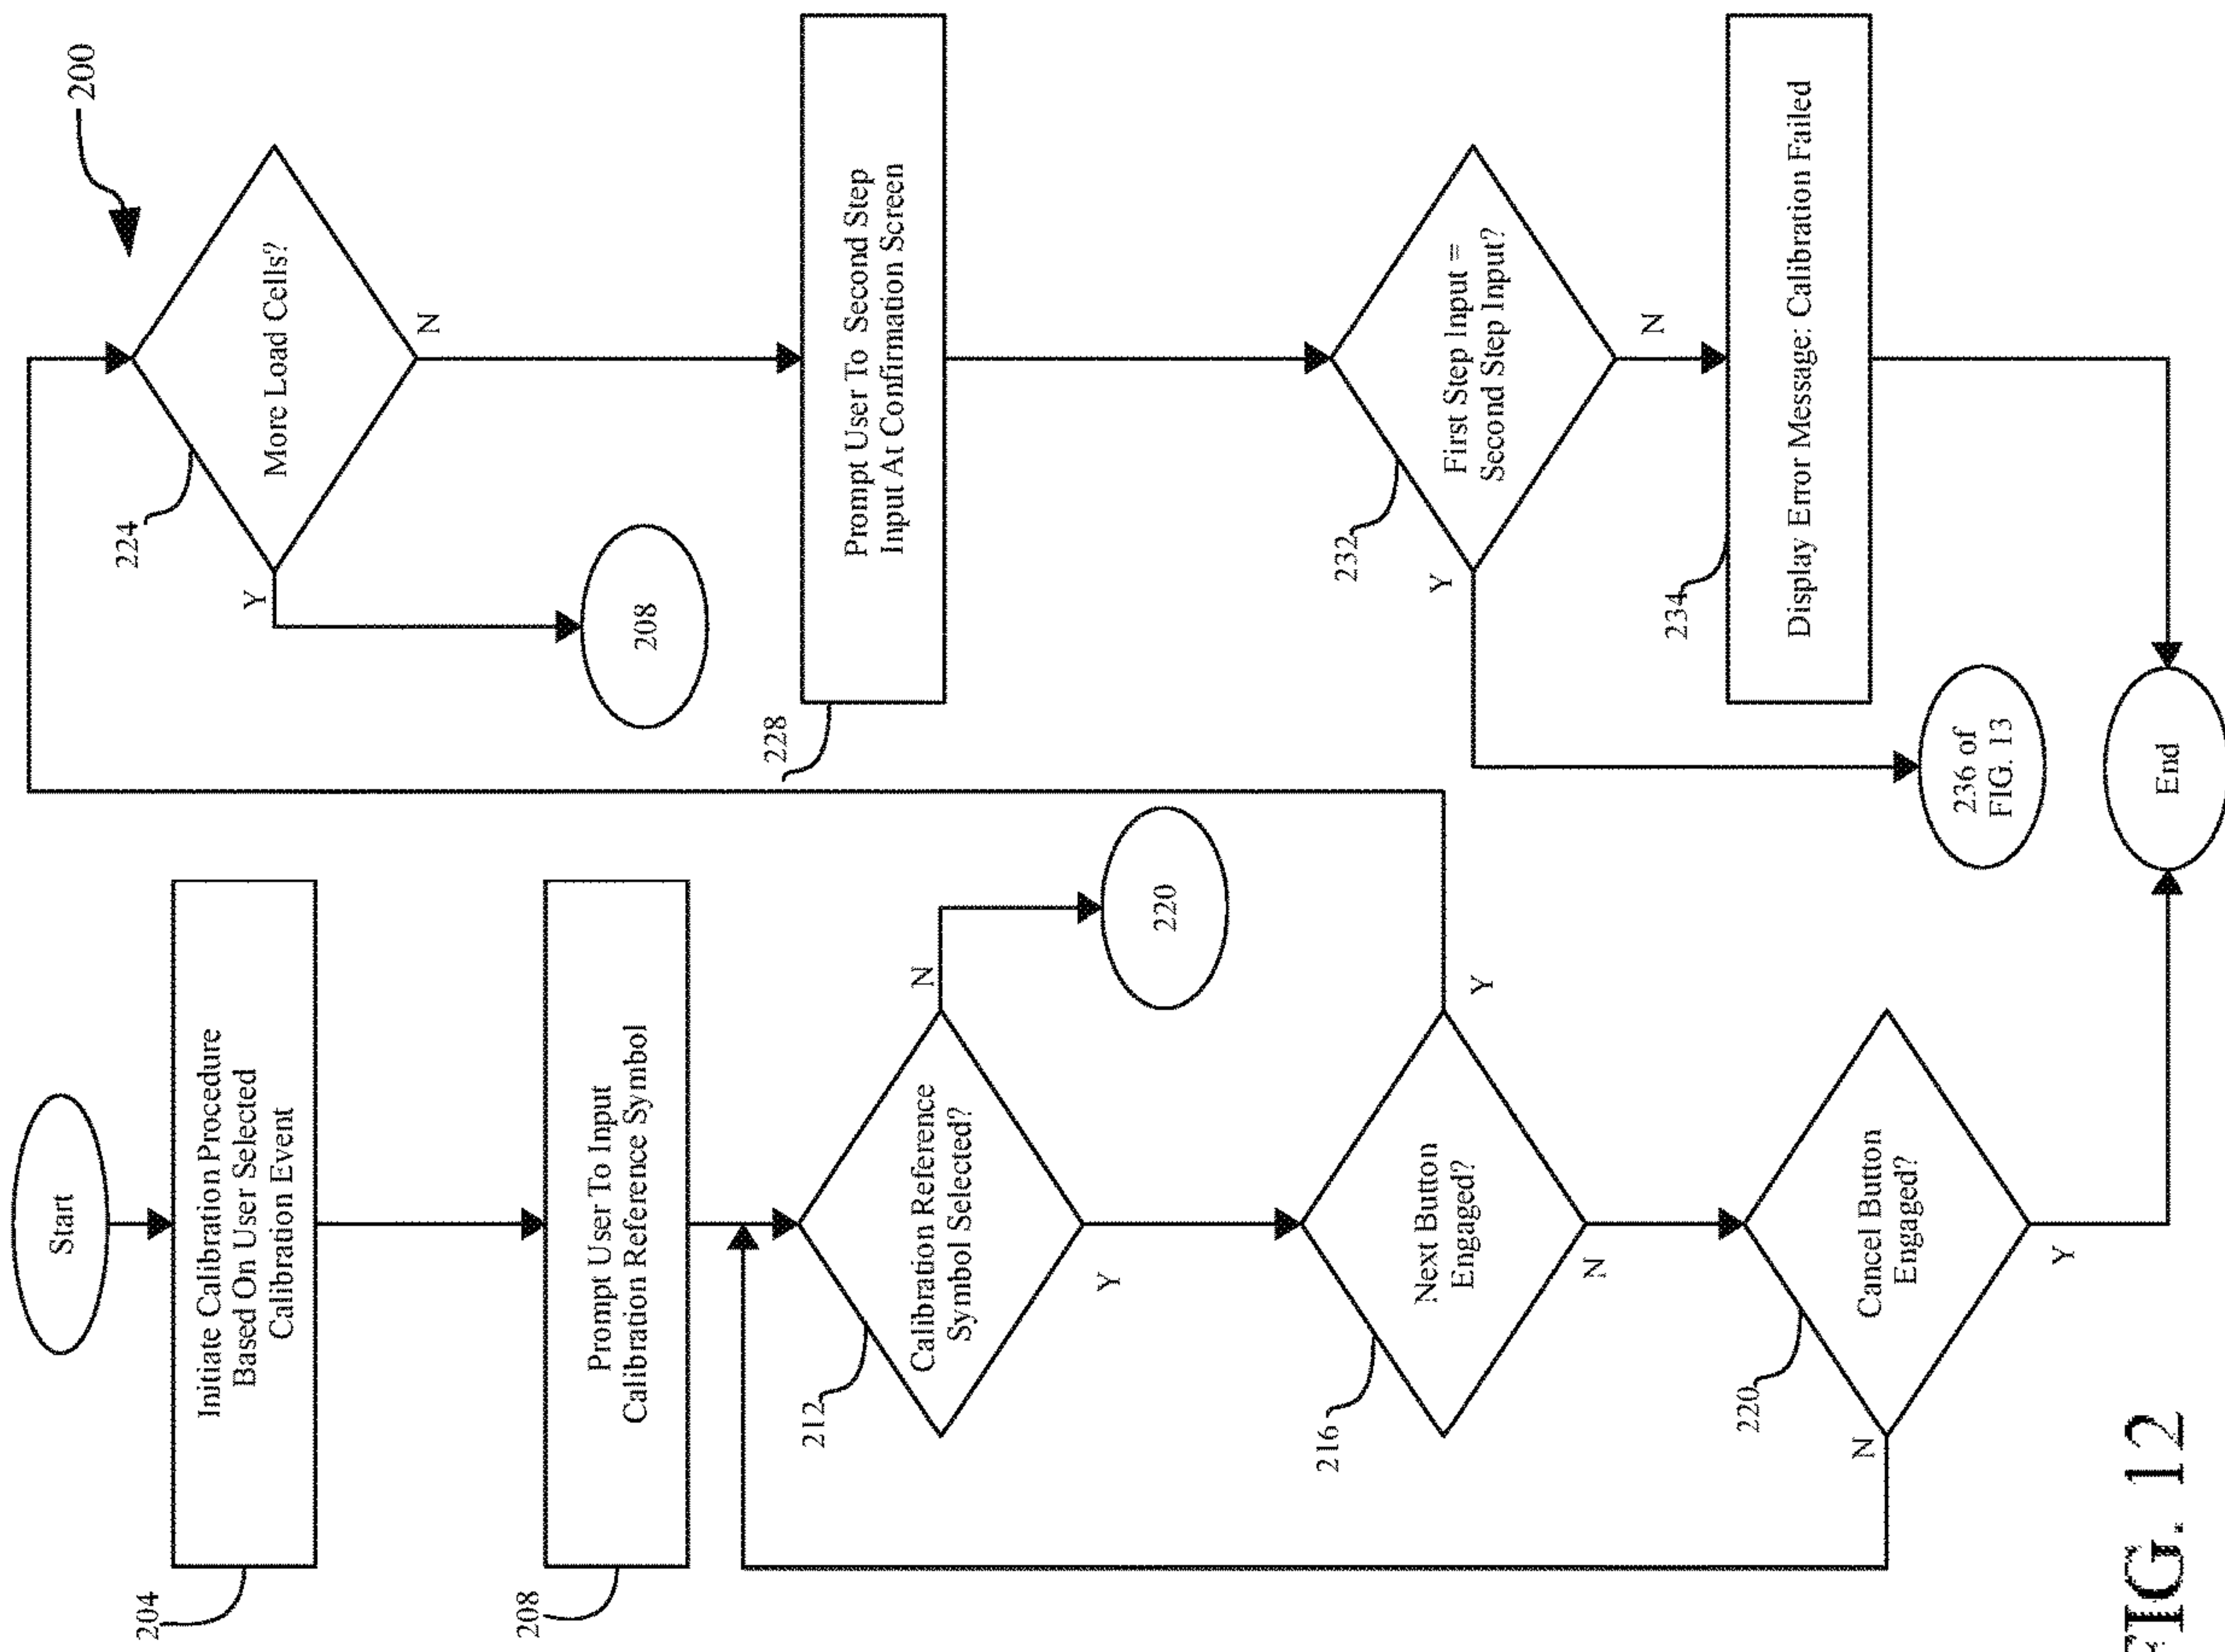 200
Start
204
Initiate Calibration Procedure
Based On User Selected
Calibration Event
208
Prompt User To Input
Calibration Reference Symbol
212
Calibration Reference
Symbol Selected?
N
220
Y
216
Next Button
Engaged?
Y
N
220
Cancel Button
Engaged?
N
Y
224
More Load Cells?
Y
208
N
228
Prompt User To Second Step
Input At Confirmation Screen
232
First Step Input =
Second Step Input?
Y
236 of
FIG. 13
N
234
Display Error Message: Calibration Failed
End
FIG. 12